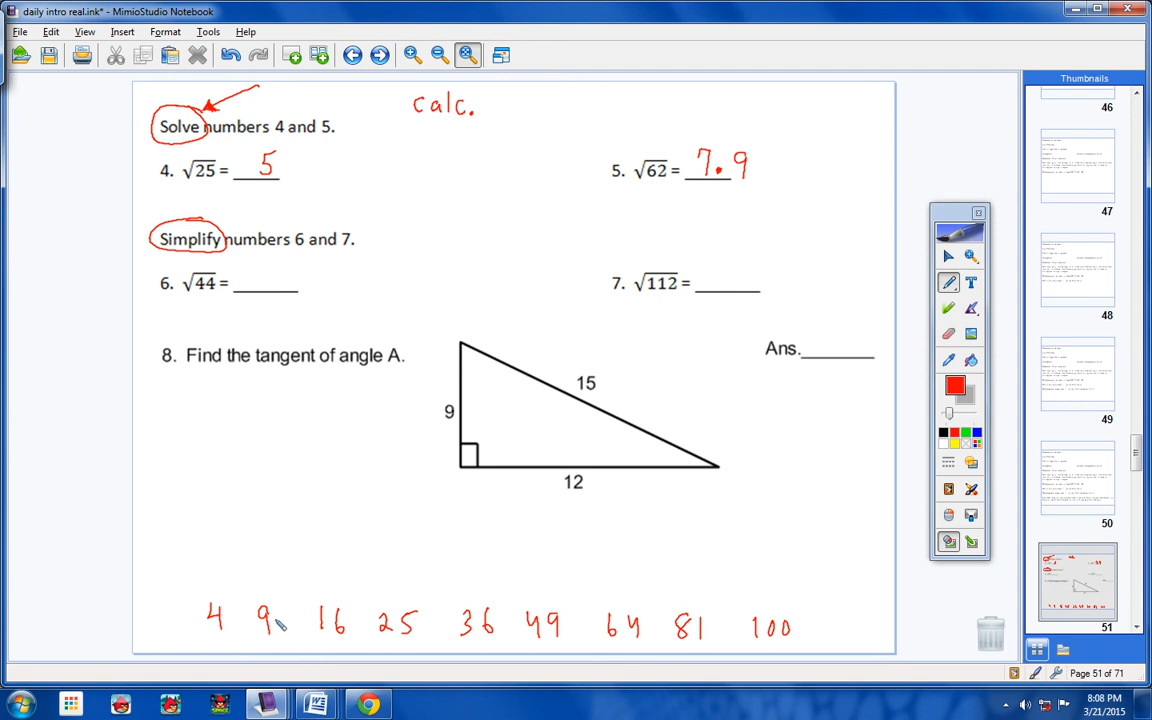 daily intro real.ink* - MimioStudio Notebook
File Edit View Insert Format Tools Help
Thumbnails
calc.
Solve numbers 4 and 5.
4. √25 = 5
5. √62 = 7.9
Simplify numbers 6 and 7.
6. √44 = ______
7. √112 = ______
8. Find the tangent of angle A.
Ans.______
15
9
12
4 9 16 25 36 49 64 81 100
46
47
48
49
50
51
T
Page 51 of 71
W
8:08 PM
3/21/2015